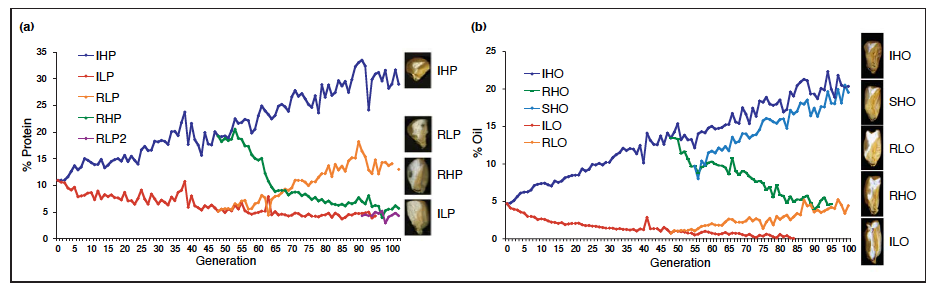 (a)
35
30
25
20
15
10
5
0
% Protein
IHP
ILP
RLP
RHP
RLP2
0 5 10 15 20 25 30 35 40 45 50 55 60 65 70 75 80 85 90 95 100
Generation
IHP
RLP
RHP
ILP
(b)
25
20
15
10
5
0
% Oil
IHO
RHO
SHO
ILO
RLO
0 5 10 15 20 25 30 35 40 45 50 55 60 65 70 75 80 85 90 95 100
Generation
IHO
SHO
RLO
RHO
ILO